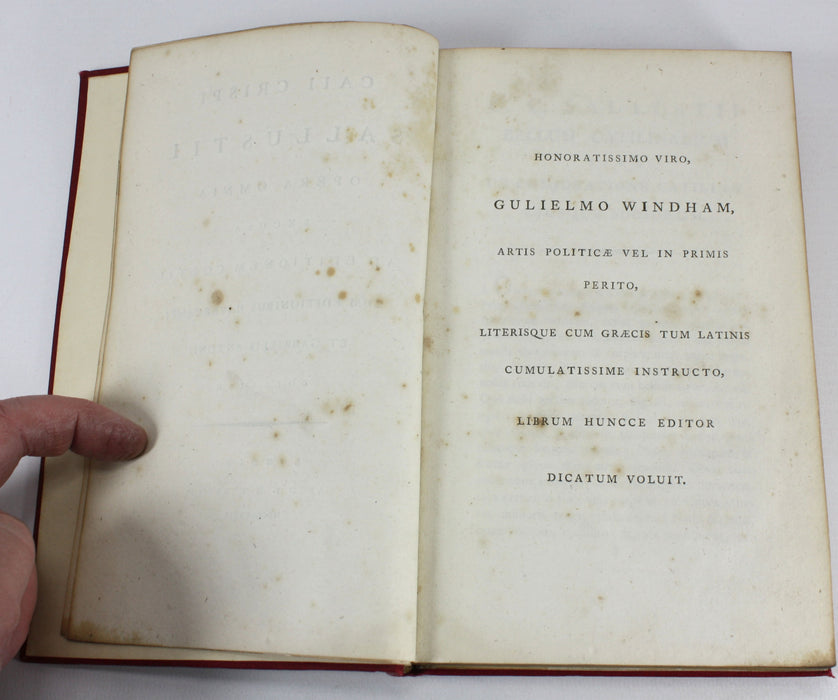 HONORATISSIMO VIRO,
GULIELMO WINDHAM,
ARTIS POLITICÆ VEL IN PRIMIS
PERITO,
LITERISQUE CUM GRÆCIS TUM LATINIS
CUMULATISSIME INSTRUCTO,
LIBRUM HUNCCE EDITOR
DICATUM VOLUIT.